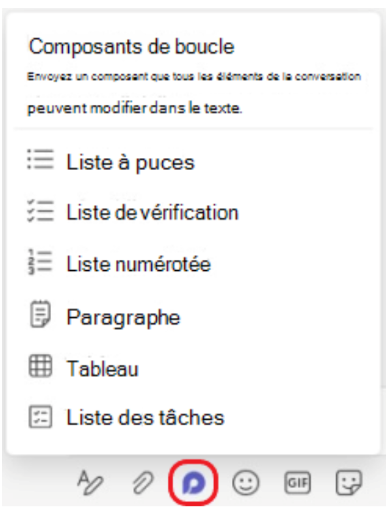 Composants de boucle
Envoyez un composant que tous les éléments de la conversation
peuvent modifier dans le texte.
Liste à puces
Liste de vérification
Liste numérotée
Paragraphe
Tableau
Liste des tâches
GIF